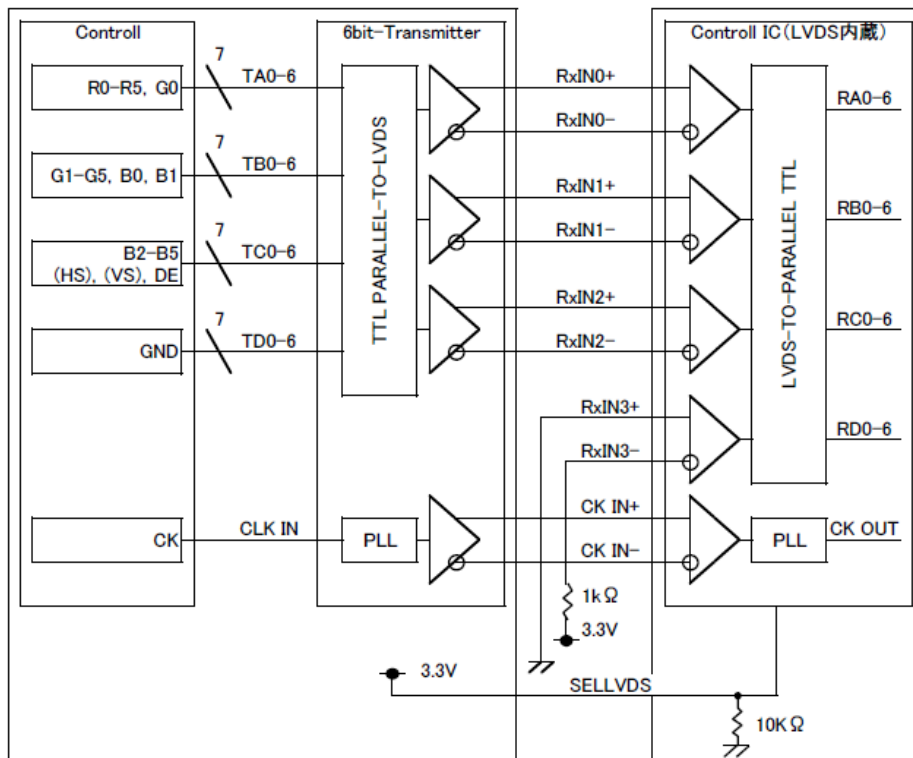 Controll
6bit-Transmitter
Controll IC(LVDS内蔵)
R0-R5, G0
7
TA0-6
G1-G5, B0, B1
7
TB0-6
B2-B5
(HS), (VS), DE
7
TC0-6
GND
7
TD0-6
CK
CLK IN
TTL PARALLEL-TO-LVDS
PLL
RxIN0+
RxIN0-
RxIN1+
RxIN1-
RxIN2+
RxIN2-
RxIN3+
RxIN3-
CK IN+
CK IN-
1kΩ
3.3V
LVDS-TO-PARALLEL TTL
PLL
RA0-6
RB0-6
RC0-6
RD0-6
CK OUT
3.3V
SELLVDS
10KΩ